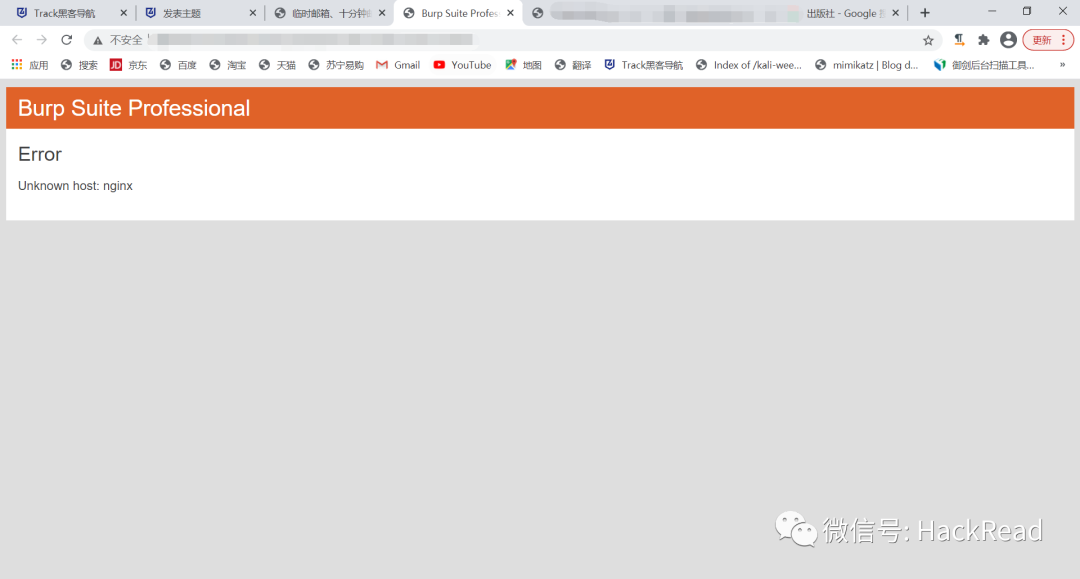 Track黑客导航
发表主题
临时邮箱、十分钟
Burp Suite Profes
出版社 - Google
不安全
更新
应用
搜索
JD 京东
百度
淘宝
天猫
苏宁易购
Gmail
YouTube
地图
翻译
Track黑客导航
Index of /kali-wee...
mimikatz | Blog d...
御剑后台扫描工具...
»
Burp Suite Professional
Error
Unknown host: nginx
微信号: HackRead